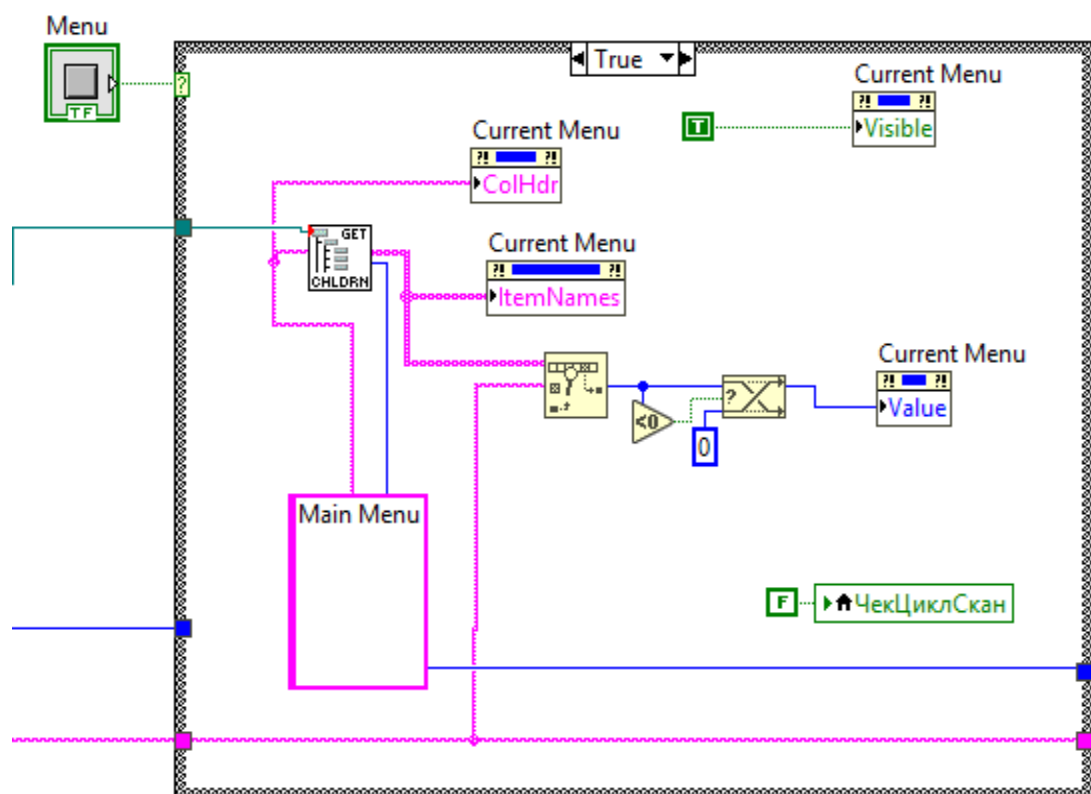 Menu
TF
?
True
Current Menu
?! ?!
Visible
T
Current Menu
?! ?!
ColHdr
GET
CHLDRN
Current Menu
?! ?!
ItemNames
Current Menu
?! ?!
Value
<0
?
0
Main Menu
F
ЧекЦиклСкан